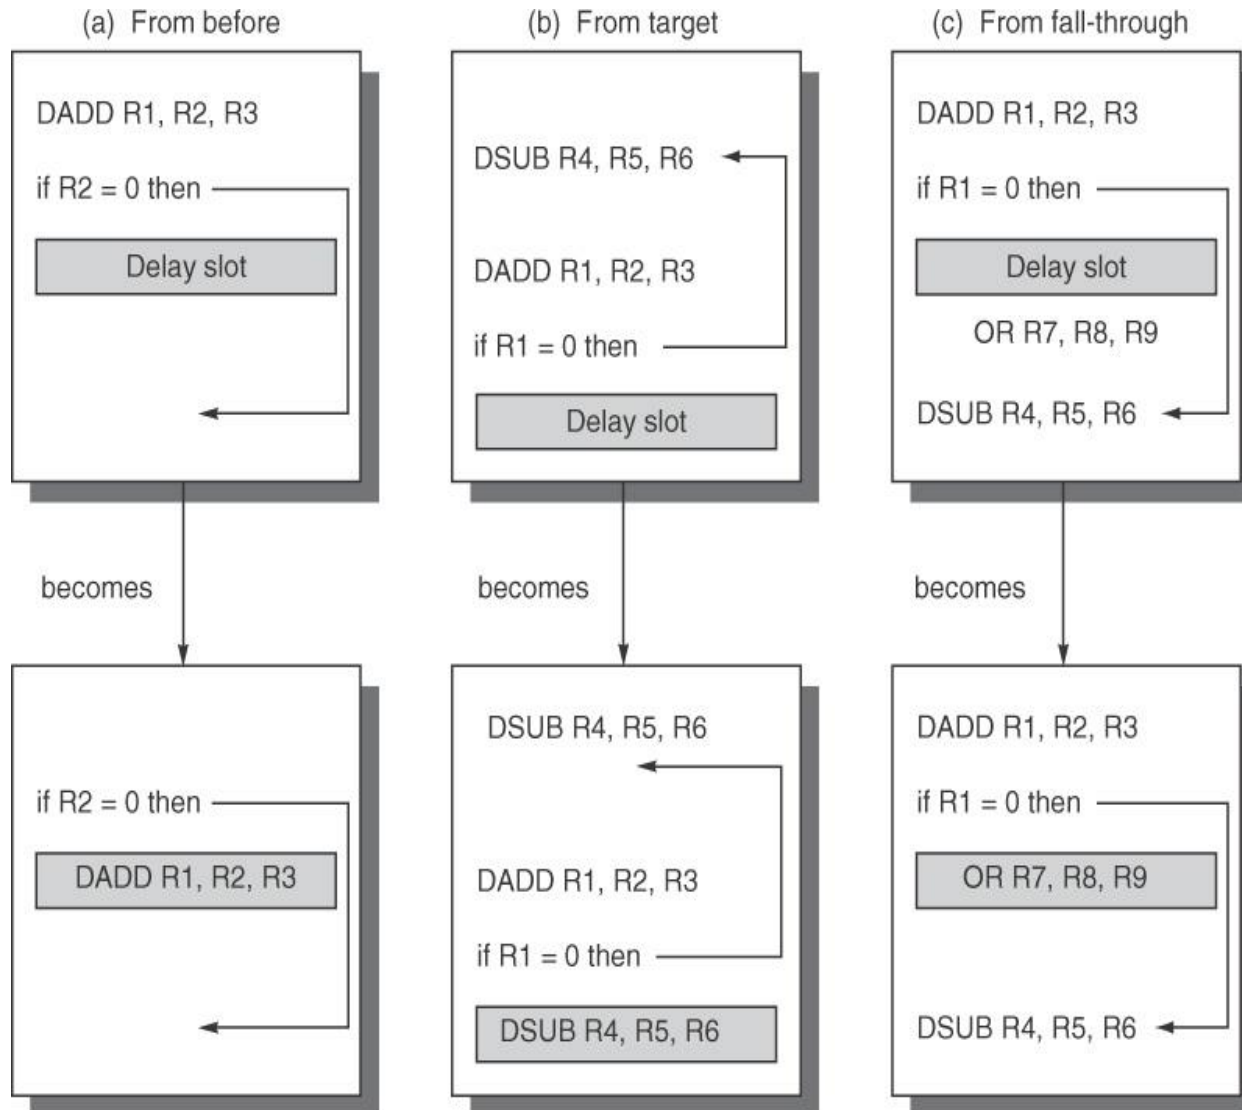 (a) From before
DADD R1, R2, R3
if R2 = 0 then
Delay slot
becomes
if R2 = 0 then
DADD R1, R2, R3
(b) From target
DSUB R4, R5, R6
DADD R1, R2, R3
if R1 = 0 then
Delay slot
becomes
DSUB R4, R5, R6
DADD R1, R2, R3
if R1 = 0 then
DSUB R4, R5, R6
(c) From fall-through
DADD R1, R2, R3
if R1 = 0 then
Delay slot
OR R7, R8, R9
DSUB R4, R5, R6
becomes
DADD R1, R2, R3
if R1 = 0 then
OR R7, R8, R9
DSUB R4, R5, R6